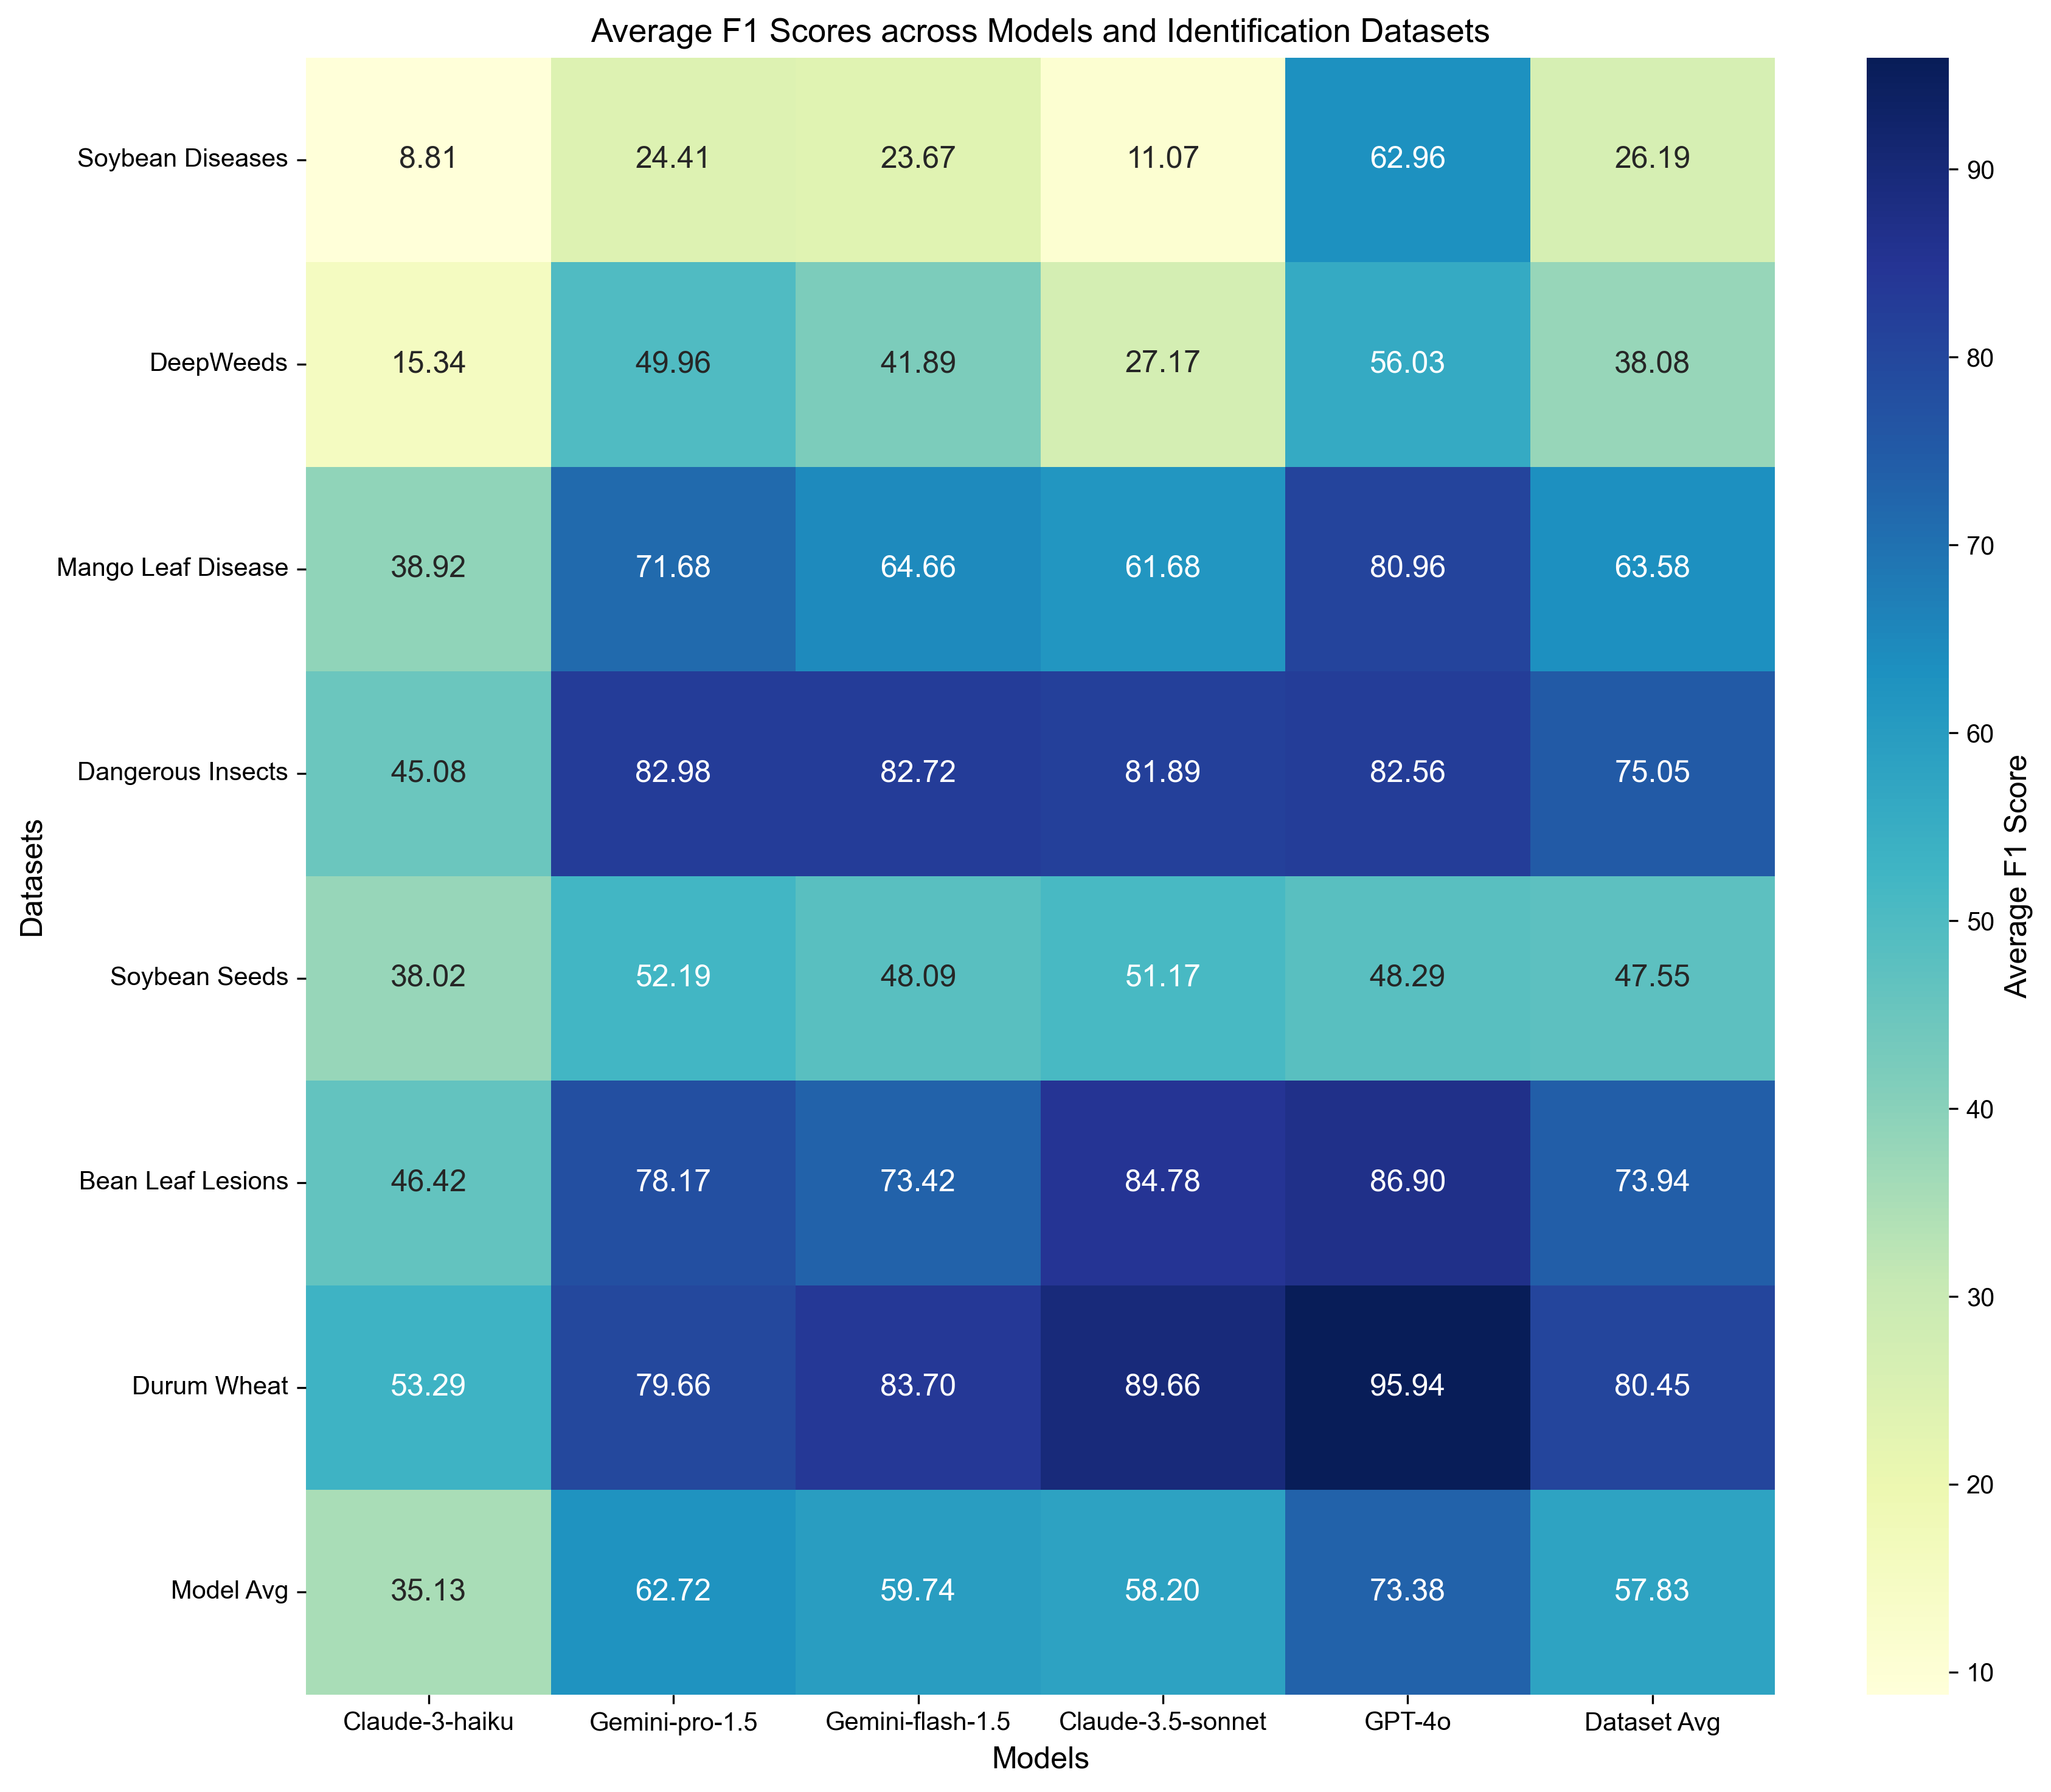 Average F1 Scores across Models and Identification Datasets
Soybean Diseases 8.81 24.41 23.67 11.07 62.96 26.19
DeepWeeds 15.34 49.96 41.89 27.17 56.03 38.08
Mango Leaf Disease 38.92 71.68 64.66 61.68 80.96 63.58
Dangerous Insects 45.08 82.98 82.72 81.89 82.56 75.05
Soybean Seeds 38.02 52.19 48.09 51.17 48.29 47.55
Bean Leaf Lesions 46.42 78.17 73.42 84.78 86.90 73.94
Durum Wheat 53.29 79.66 83.70 89.66 95.94 80.45
Model Avg 35.13 62.72 59.74 58.20 73.38 57.83
Claude-3-haiku Gemini-pro-1.5 Gemini-flash-1.5 Claude-3.5-sonnet GPT-4o Dataset Avg
Models
Datasets
90
80
70
60
50
40
30
20
10
Average F1 Score